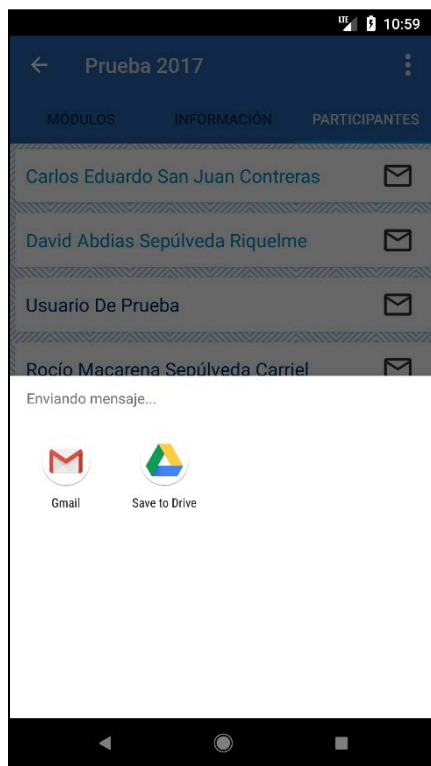 LTE 10:59
Prueba 2017
MÓDULOS INFORMACIÓN PARTICIPANTES
Carlos Eduardo San Juan Contreras
David Abdias Sepúlveda Riquelme
Usuario De Prueba
Rocío Macarena Sepúlveda Carriel
Enviando mensaje...
Gmail Save to Drive